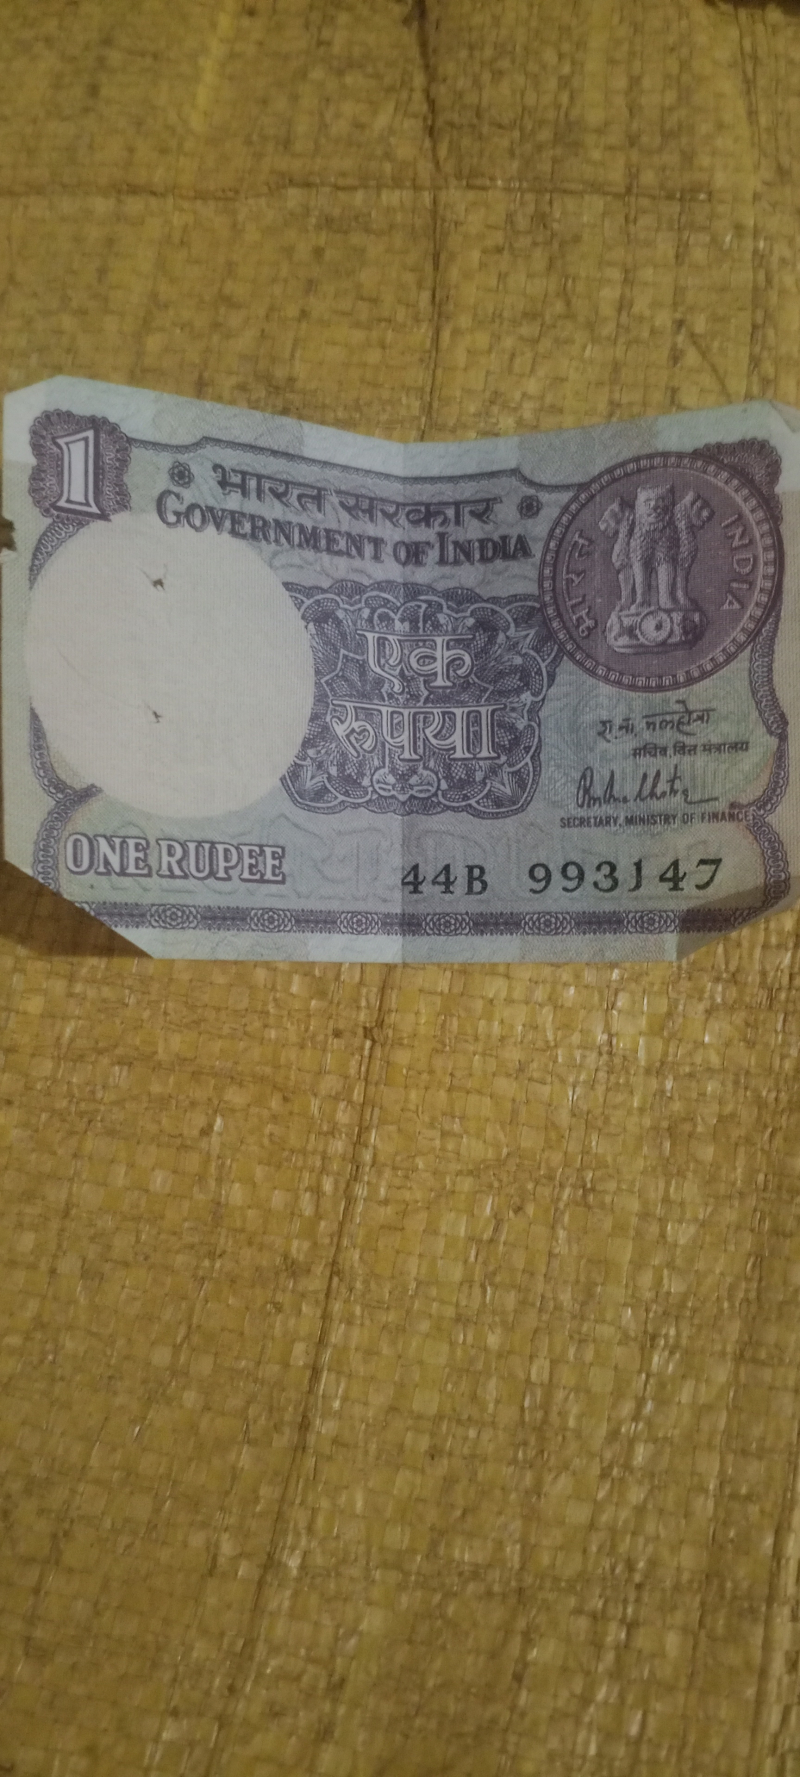 1
भारत सरकार
GOVERNMENT OF INDIA
भारत INDIA
एक
रुपया
सचिव, वित्त मंत्रालय
SECRETARY, MINISTRY OF FINANCE
ONE RUPEE
44B 993147